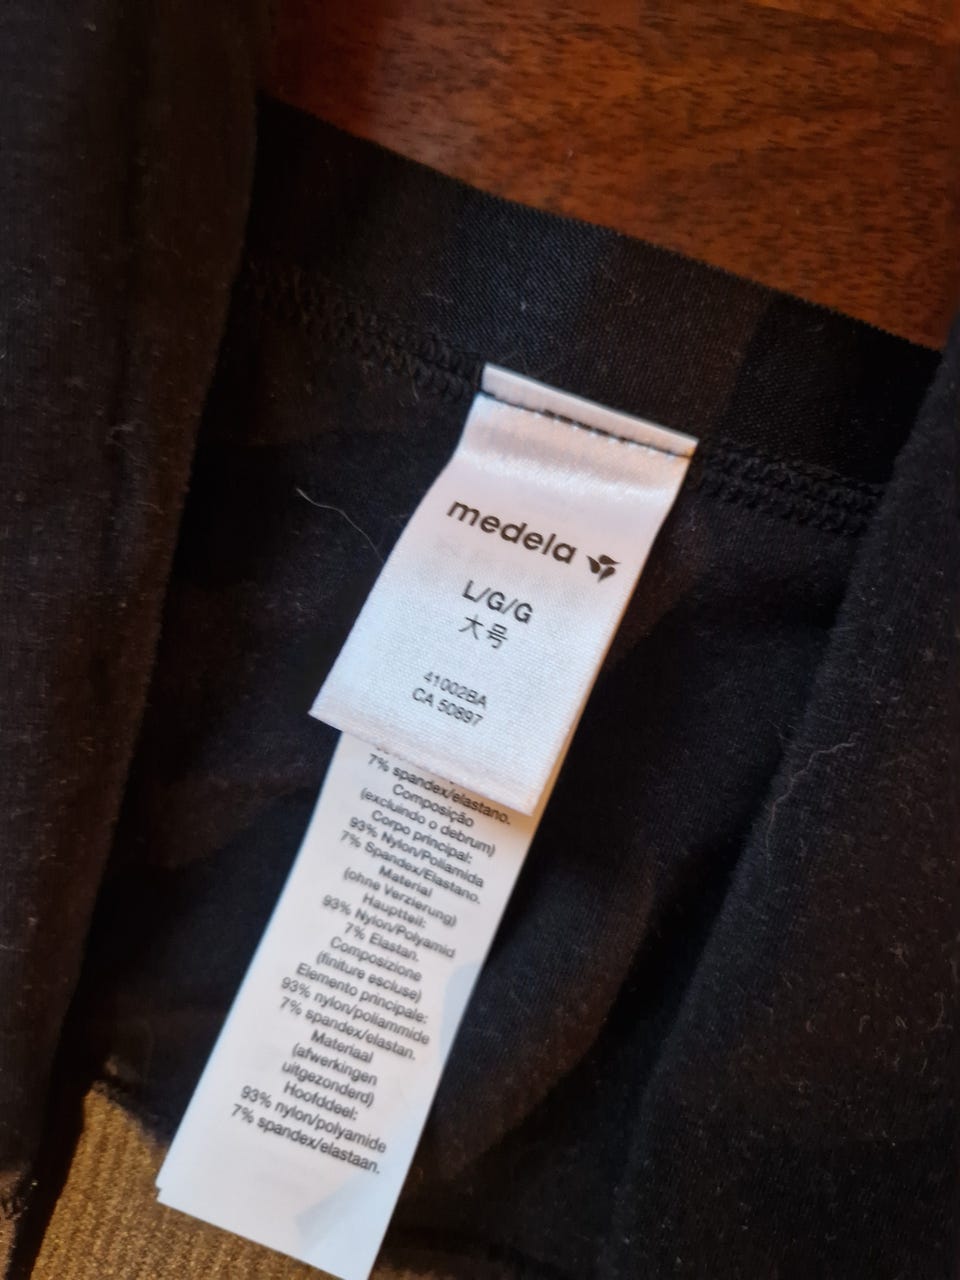 medela
L/G/G
大号
41002BA
CA 50897
7% spandex/elastano.
Composição
(excluindo o debrum)
Corpo principal:
93% Nylon/Poliamida
7% Spandex/Elastano.
Material
(ohne Verzierung)
Hauptteil:
93% Nylon/Polyamid
7% Elastan.
Composizione
(finiture escluse)
Elemento principale:
93% nylon/poliammide
7% spandex/elastan.
Materiaal
(afwerkingen
uitgezonderd)
Hoofddeel:
93% nylon/polyamide
7% spandex/elastaan.